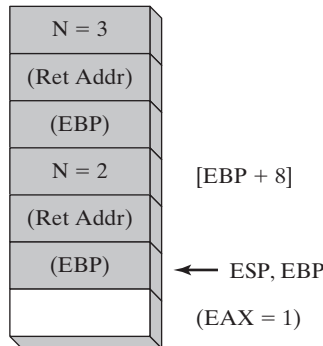 N = 3
(Ret Addr)
(EBP)
N = 2
[EBP + 8]
(Ret Addr)
(EBP)
ESP, EBP
(EAX = 1)